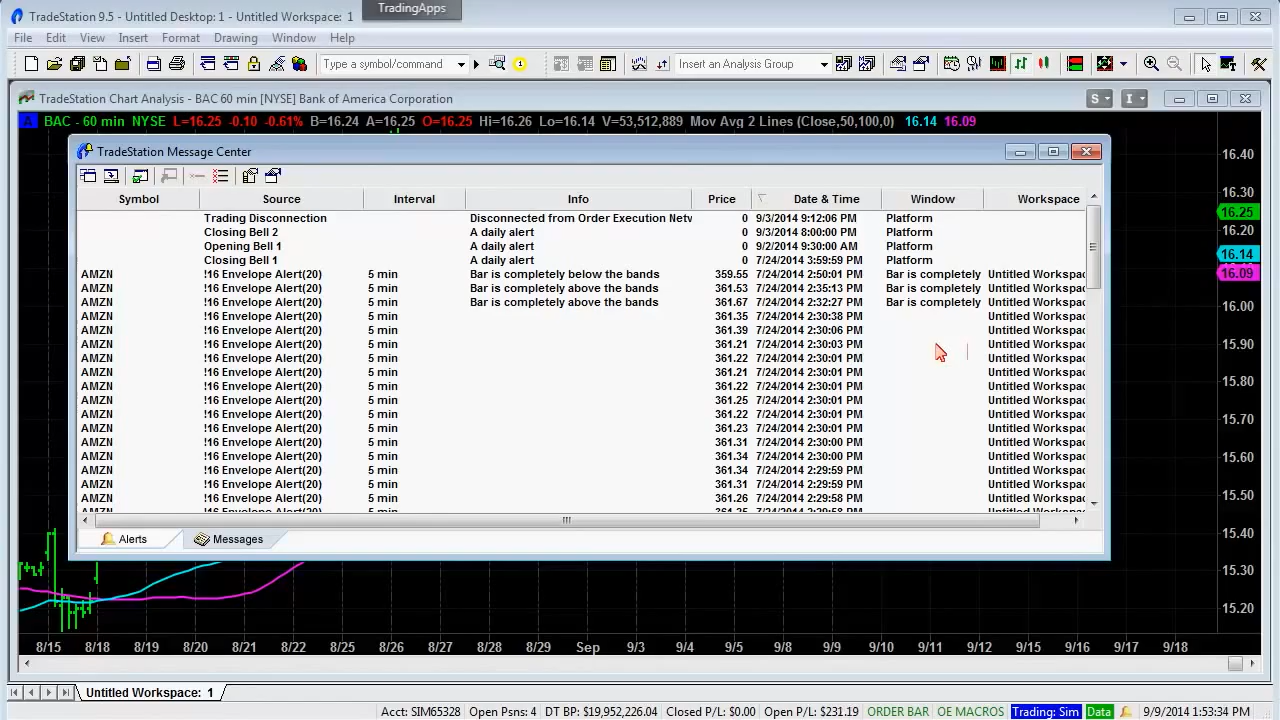 TradingApps
TradeStation 9.5 - Untitled Desktop: 1 - Untitled Workspace: 1
File Edit View Insert Format Drawing Window Help
Type a symbol/command Insert an Analysis Group
TradeStation Chart Analysis - BAC 60 min [NYSE] Bank of America Corporation S I
A BAC - 60 min NYSE L=16.25 -0.10 -0.61% B=16.24 A=16.25 O=16.25 Hi=16.26 Lo=16.14 V=53,512,889 Mov Avg 2 Lines (Close,50,100,0) 16.14 16.09
TradeStation Message Center
Symbol Source Interval Info Price Date & Time Window Workspace
Trading Disconnection Disconnected from Order Execution Netv 0 9/3/2014 9:12:06 PM Platform
Closing Bell 2 A daily alert 0 9/3/2014 8:00:00 PM Platform
Opening Bell 1 A daily alert 0 9/2/2014 9:30:00 AM Platform
Closing Bell 1 A daily alert 0 7/24/2014 3:59:59 PM Platform
AMZN !16 Envelope Alert(20) 5 min Bar is completely below the bands 359.55 7/24/2014 2:50:01 PM Bar is completely Untitled Workspac
AMZN !16 Envelope Alert(20) 5 min Bar is completely above the bands 361.53 7/24/2014 2:35:13 PM Bar is completely Untitled Workspac
AMZN !16 Envelope Alert(20) 5 min Bar is completely above the bands 361.67 7/24/2014 2:32:27 PM Bar is completely Untitled Workspac
AMZN !16 Envelope Alert(20) 5 min 361.35 7/24/2014 2:30:38 PM Untitled Workspac
AMZN !16 Envelope Alert(20) 5 min 361.39 7/24/2014 2:30:06 PM Untitled Workspac
AMZN !16 Envelope Alert(20) 5 min 361.21 7/24/2014 2:30:03 PM Untitled Workspac
AMZN !16 Envelope Alert(20) 5 min 361.22 7/24/2014 2:30:01 PM Untitled Workspac
AMZN !16 Envelope Alert(20) 5 min 361.21 7/24/2014 2:30:01 PM Untitled Workspac
AMZN !16 Envelope Alert(20) 5 min 361.22 7/24/2014 2:30:01 PM Untitled Workspac
AMZN !16 Envelope Alert(20) 5 min 361.25 7/24/2014 2:30:01 PM Untitled Workspac
AMZN !16 Envelope Alert(20) 5 min 361.22 7/24/2014 2:30:01 PM Untitled Workspac
AMZN !16 Envelope Alert(20) 5 min 361.23 7/24/2014 2:30:01 PM Untitled Workspac
AMZN !16 Envelope Alert(20) 5 min 361.31 7/24/2014 2:30:00 PM Untitled Workspac
AMZN !16 Envelope Alert(20) 5 min 361.34 7/24/2014 2:30:00 PM Untitled Workspac
AMZN !16 Envelope Alert(20) 5 min 361.34 7/24/2014 2:29:59 PM Untitled Workspac
AMZN !16 Envelope Alert(20) 5 min 361.31 7/24/2014 2:29:59 PM Untitled Workspac
AMZN !16 Envelope Alert(20) 5 min 361.26 7/24/2014 2:29:58 PM Untitled Workspac
AMZN !16 Envelope Alert(20) 5 min 361.25 7/24/2014 2:29:58 PM Untitled Workspac
Alerts Messages
16.40
16.30
16.25
16.20
16.14
16.09
16.00
15.90
15.80
15.70
15.60
15.50
15.40
15.30
15.20
8/15 8/18 8/19 8/20 8/21 8/22 8/25 8/26 8/27 8/28 8/29 Sep 9/3 9/4 9/5 9/8 9/9 9/10 9/11 9/12 9/15 9/16 9/17 9/18
Untitled Workspace: 1
Acct: SIM65328 Open Psns: 4 DT BP: $19,952,226.04 Closed P/L: $0.00 Open P/L: $231.19 ORDER BAR OE MACROS Trading: Sim Data 9/9/2014 1:53:34 PM